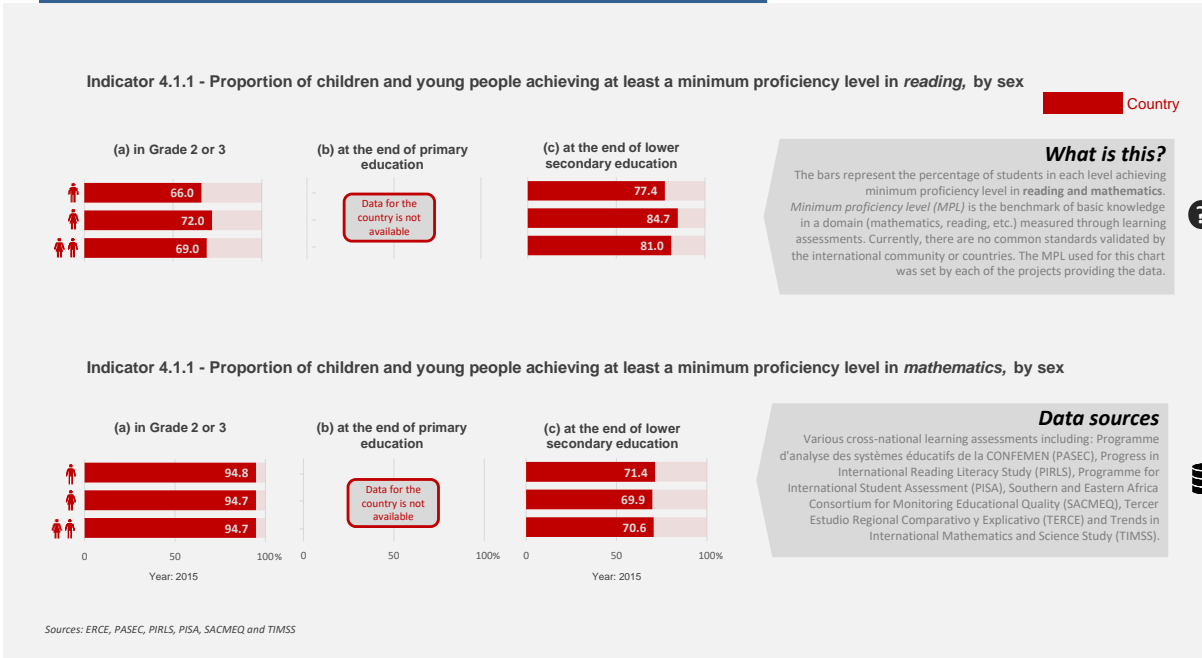 Indicator 4.1.1 - Proportion of children and young people achieving at least a minimum proficiency level in reading, by sex
Country
(a) in Grade 2 or 3
66.0
72.0
69.0
(b) at the end of primary
education
Data for the
country is not
available
(c) at the end of lower
secondary education
77.4
84.7
81.0
What is this?
The bars represent the percentage of students in each level achieving
minimum proficiency level in reading and mathematics.
Minimum proficiency level (MPL) is the benchmark of basic knowledge
in a domain (mathematics, reading, etc.) measured through learning
assessments. Currently, there are no common standards validated by
the international community or countries. The MPL used for this chart
was set by each of the projects providing the data.
?
Indicator 4.1.1 - Proportion of children and young people achieving at least a minimum proficiency level in mathematics, by sex
(a) in Grade 2 or 3
94.8
94.7
94.7
0 50 100%
Year: 2015
(b) at the end of primary
education
Data for the
country is not
available
0 50 100%
(c) at the end of lower
secondary education
71.4
69.9
70.6
0 50 100%
Year: 2015
Data sources
Various cross-national learning assessments including: Programme
d'analyse des systèmes éducatifs de la CONFEMEN (PASEC), Progress in
International Reading Literacy Study (PIRLS), Programme for
International Student Assessment (PISA), Southern and Eastern Africa
Consortium for Monitoring Educational Quality (SACMEQ), Tercer
Estudio Regional Comparativo y Explicativo (TERCE) and Trends in
International Mathematics and Science Study (TIMSS).
Sources: ERCE, PASEC, PIRLS, PISA, SACMEQ and TIMSS